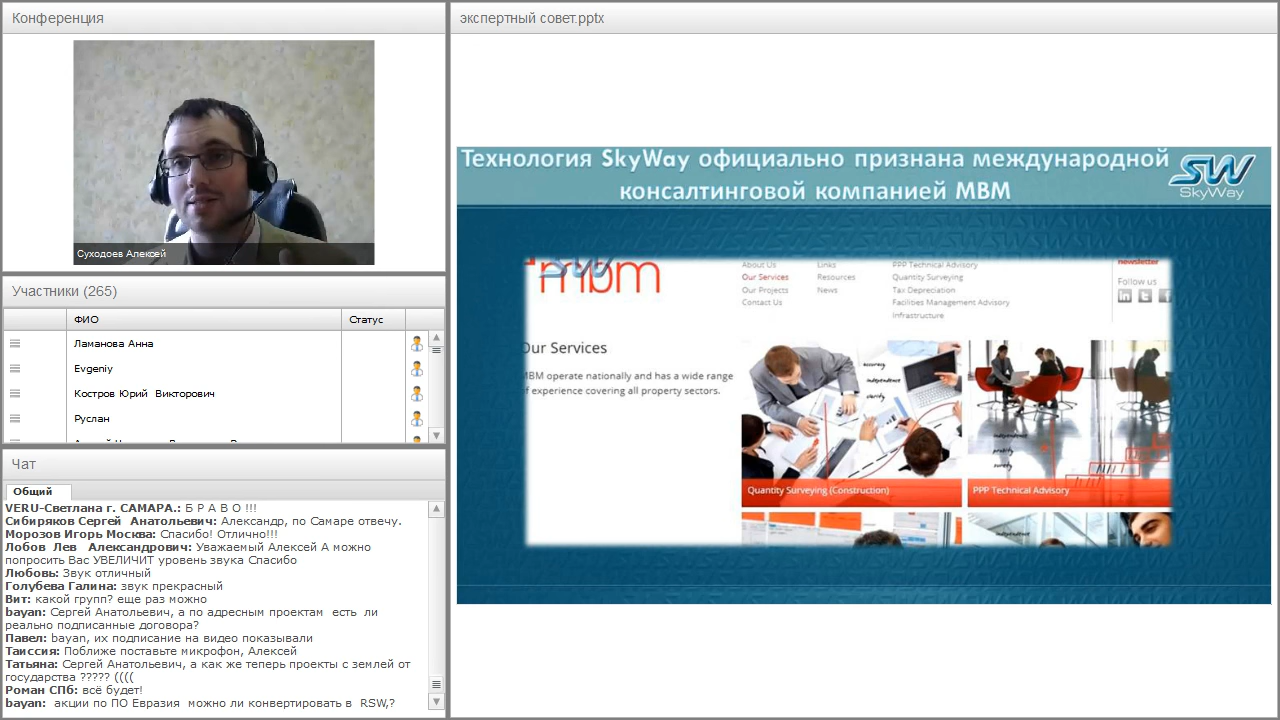 Конференция
Суходоев Алексей
Участники (265)
ФИО Статус
Ламанова Анна
Evgeniy
Костров Юрий Викторович
Руслан
Чат
Общий
VERU-Светлана г. САМАРА.: Б Р А В О !!!
Сибиряков Сергей Анатольевич: Александр, по Самаре отвечу.
Морозов Игорь Москва: Спасибо! Отлично!!!
Лобов Лев Александрович: Уважаемый Алексей А можно
попросить Вас УВЕЛИЧИТ уровень звука Спасибо
Любовь: Звук отличный
Голубева Галина: звук прекрасный
Вит: какой групп? еще раз можно
bayan: Сергей Анатольевич, а по адресным проектам есть ли
реально подписанные договора?
Павел: bayan, их подписание на видео показывали
Таиссия: Поближе поставьте микрофон, Алексей
Татьяна: Сергей Анатольевич, а как же теперь проекты с землей от
государства ????? ((((
Роман СПб: всё будет!
bayan: акции по ПО Евразия можно ли конвертировать в RSW,?
экспертный совет.pptx
Технология SkyWay официально признана международной
консалтинговой компанией MBM
SW
SkyWay
SW
mbm
About Us Links PPP Technical Advisory newsletter
Our Services Resources Quantity Surveying Follow us
Our Projects News Tax Depreciation
Contact Us Facilities Management Advisory
Infrastructure
Our Services
MBM operate nationally and has a wide range
of experience covering all property sectors.
accuracy
independence
clarity
independence
probity
surety
Quantity Surveying (Construction)
PPP Technical Advisory